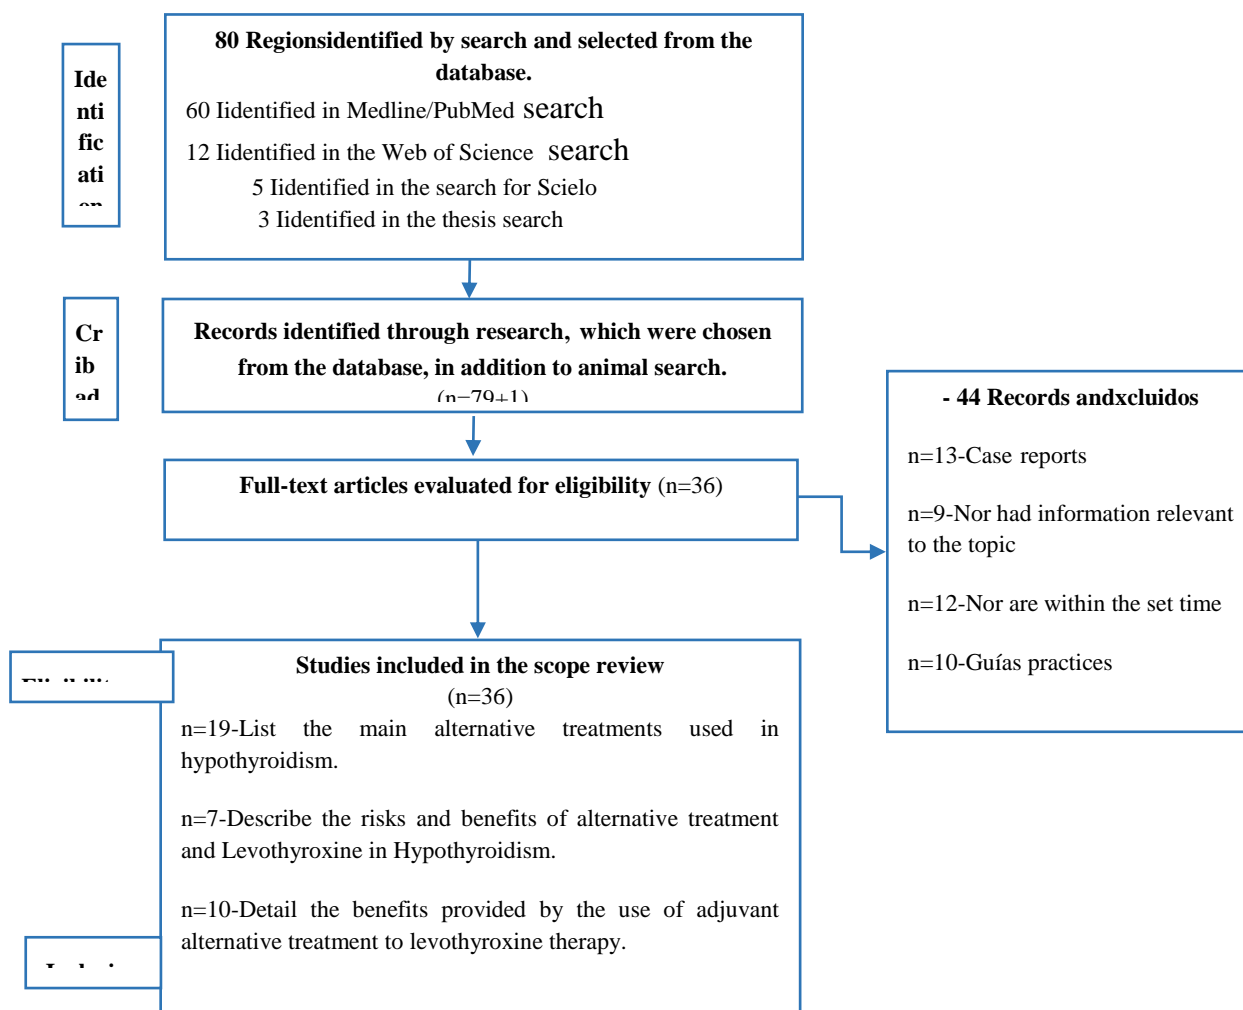 80 Regionsidentified by search and selected from the
database.
60 Iidentified in Medline/PubMed search
12 Iidentified in the Web of Science search
5 Iidentified in the search for Scielo
3 Iidentified in the thesis search
Ide
nti
fic
ati
on
Records identified through research, which were chosen
from the database, in addition to animal search.
(n=79+1)
Cr
ib
ad
Full-text articles evaluated for eligibility (n=36)
- 44 Records andxcluidos
n=13-Case reports
n=9-Nor had information relevant
to the topic
n=12-Nor are within the set time
n=10-Guías practices
Studies included in the scope review
(n=36)
n=19-List the main alternative treatments used in
hypothyroidism.
n=7-Describe the risks and benefits of alternative treatment
and Levothyroxine in Hypothyroidism.
n=10-Detail the benefits provided by the use of adjuvant
alternative treatment to levothyroxine therapy.